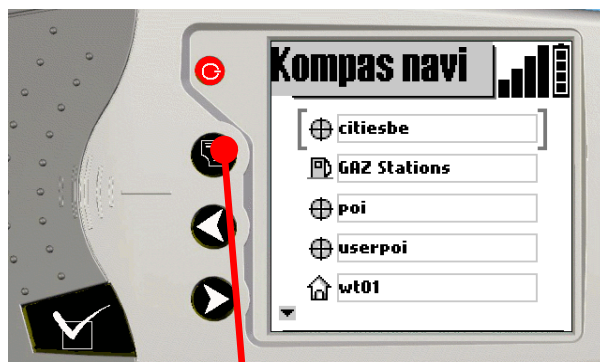 Kompas navi
citiesbe
GAZ Stations
poi
userpoi
wt01